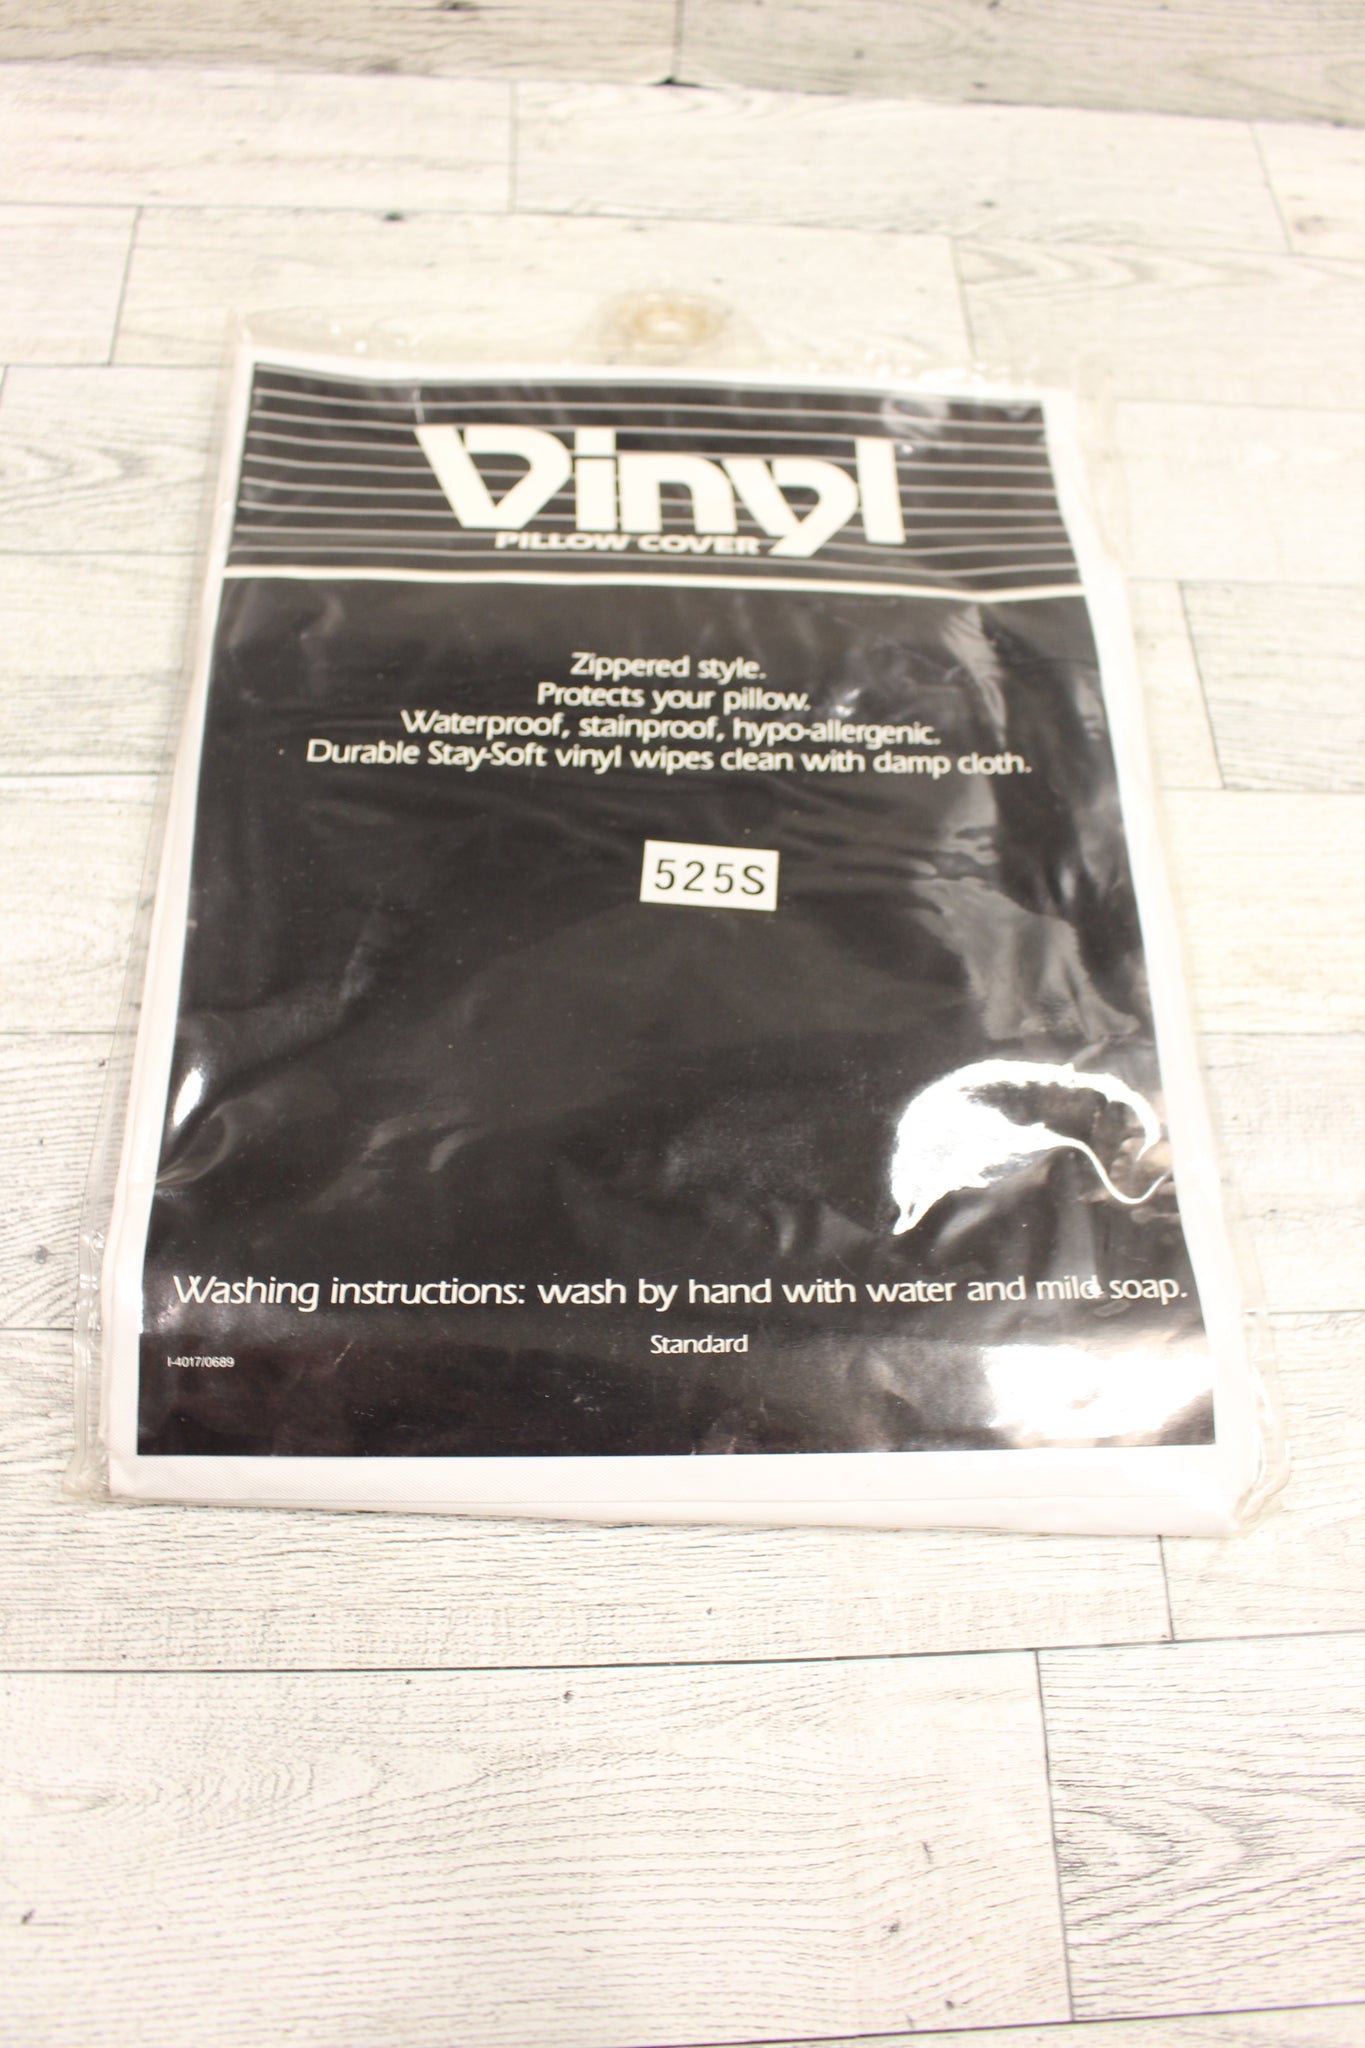 Vinyl
PILLOW COVER
Zippered style.
Protects your pillow.
Waterproof, stainproof, hypo-allergenic.
Durable Stay-Soft vinyl wipes clean with damp cloth.
525S
Washing instructions: wash by hand with water and mild soap.
Standard
I-4017/0689